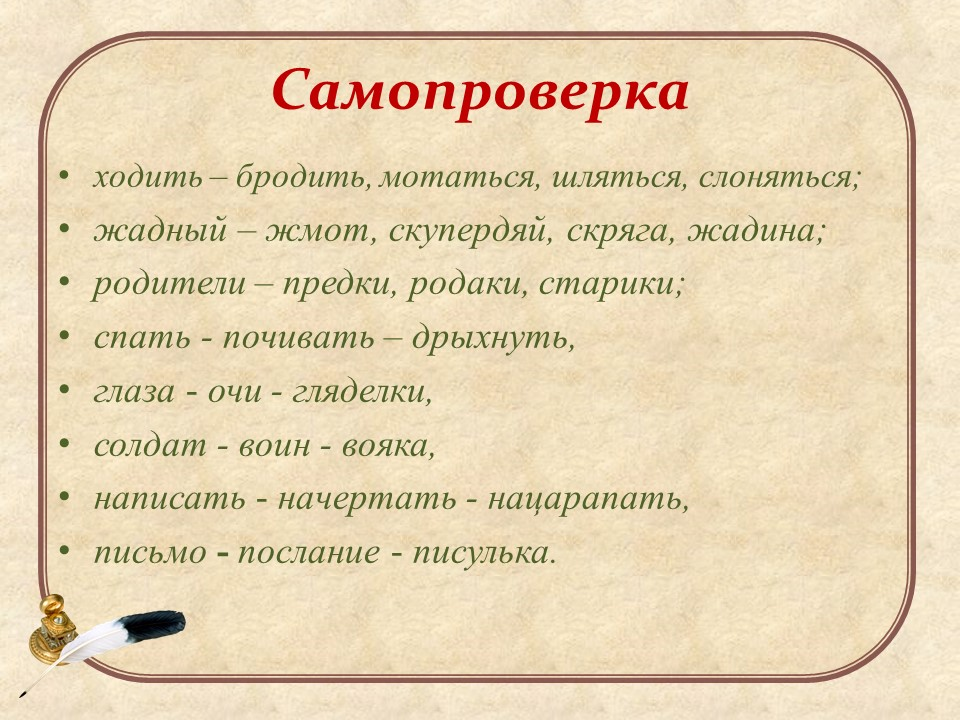 Самопроверка
• ходить – бродить, мотаться, шляться, слоняться;
• жадный – жмот, скупердяй, скряга, жадина;
• родители – предки, родаки, старики;
• спать - почивать – дрыхнуть,
• глаза - очи - гляделки,
• солдат - воин - вояка,
• написать - начертать - нацарапать,
• письмо - послание - писулька.